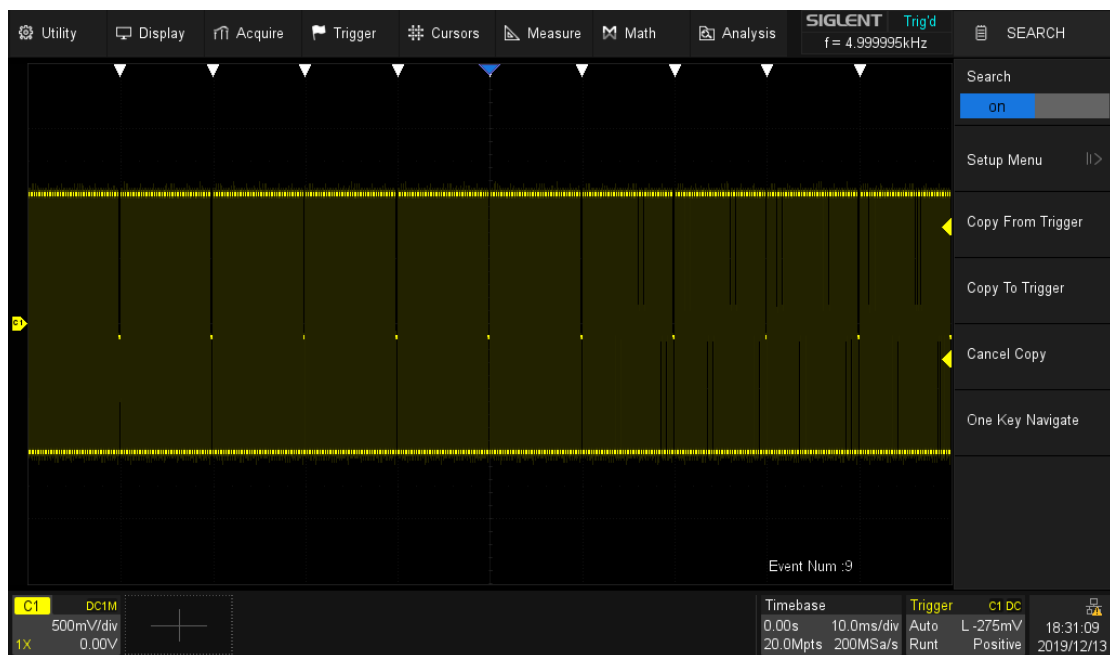 Utility Display Acquire Trigger Cursors Measure Math Analysis
SIGLENT Trig'd
f = 4.999995kHz
SEARCH
Search
on
Setup Menu
Copy From Trigger
Copy To Trigger
Cancel Copy
One Key Navigate
C1
Event Num :9
C1 DC1M
500mV/div
1X 0.00V
Timebase
0.00s 10.0ms/div
20.0Mpts 200MSa/s
Trigger C1 DC
Auto L -275mV
Runt Positive
18:31:09
2019/12/13